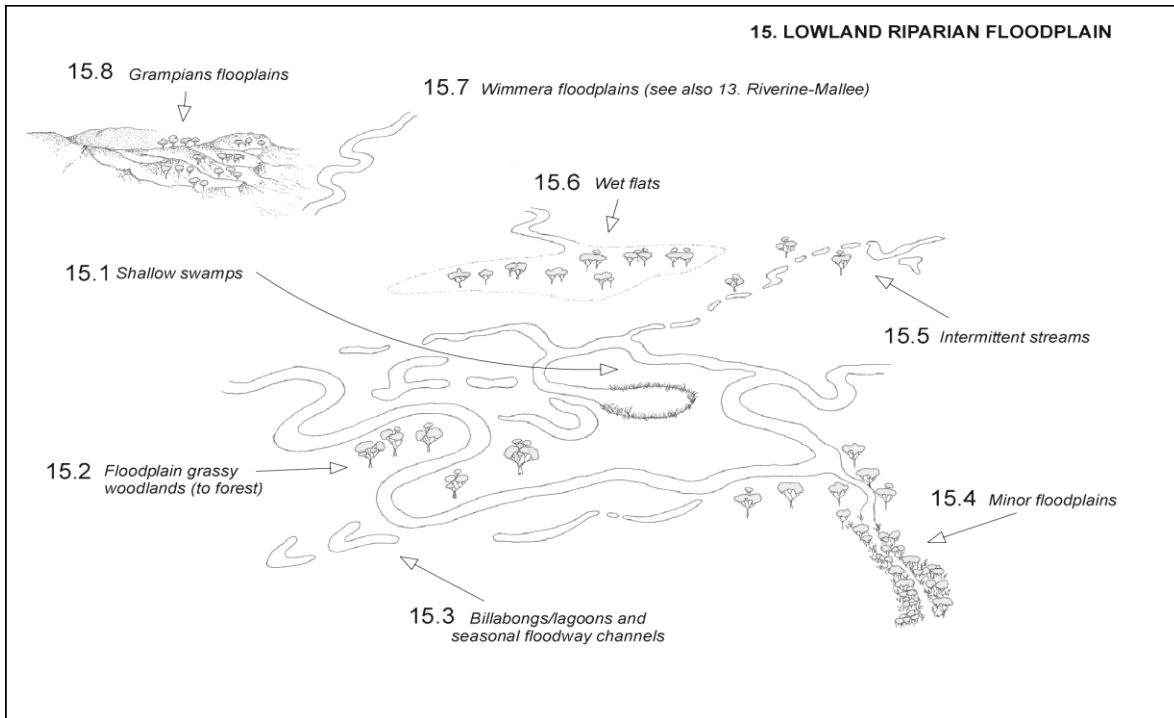 15. LOWLAND RIPARIAN FLOODPLAIN
15.8 Grampians flooplains
15.7 Wimmera floodplains (see also 13. Riverine-Mallee)
15.6 Wet flats
15.1 Shallow swamps
15.5 Intermittent streams
15.2 Floodplain grassy
woodlands (to forest)
15.4 Minor floodplains
15.3 Billabongs/lagoons and
seasonal floodway channels